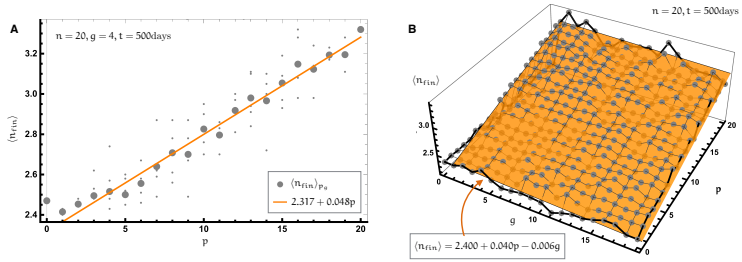 A
n = 20, g = 4, t = 500days
⟨n_fin⟩
3.2
3.0
2.8
2.6
2.4
0
5
10
15
20
p
⟨n_fin⟩_pg
2.317 + 0.048p
B
n = 20, t = 500days
⟨n_fin⟩
3.0
2.5
0
5
10
15
20
g
0
5
10
15
20
p
⟨n_fin⟩ = 2.400 + 0.040p − 0.006g